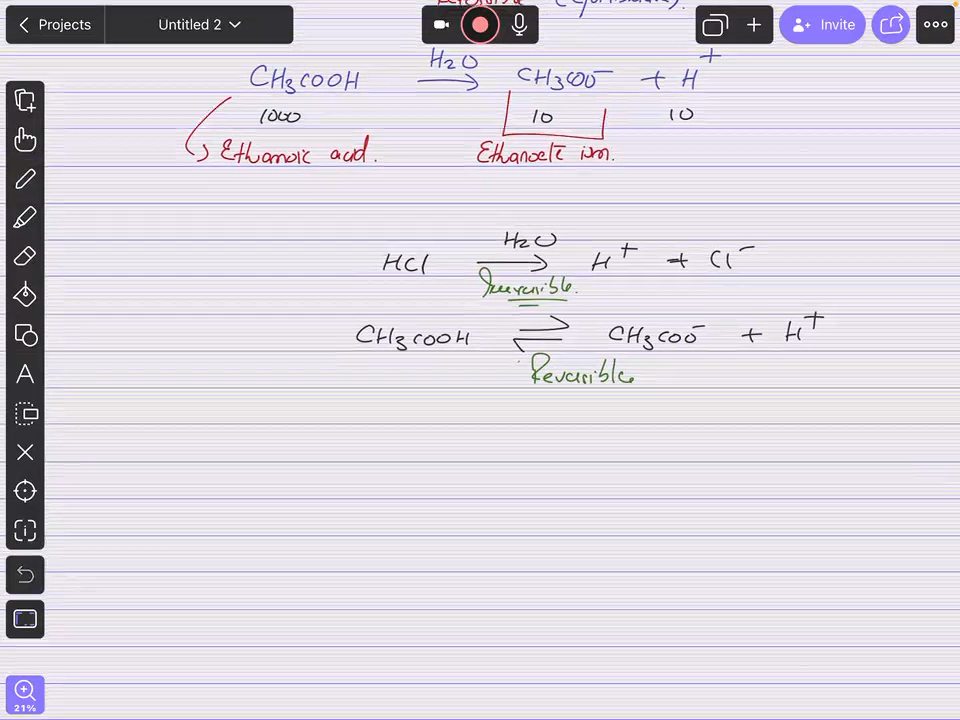 Projects
Untitled 2
Invite
H2O
CH3COOH → CH3COO⁻ + H⁺
1000 10 10
Ethanoic acid. Ethanoate ion.
H2O
HCl → H⁺ + Cl⁻
Irreversible.
CH3COOH ⇌ CH3COO⁻ + H⁺
Reversible
21%